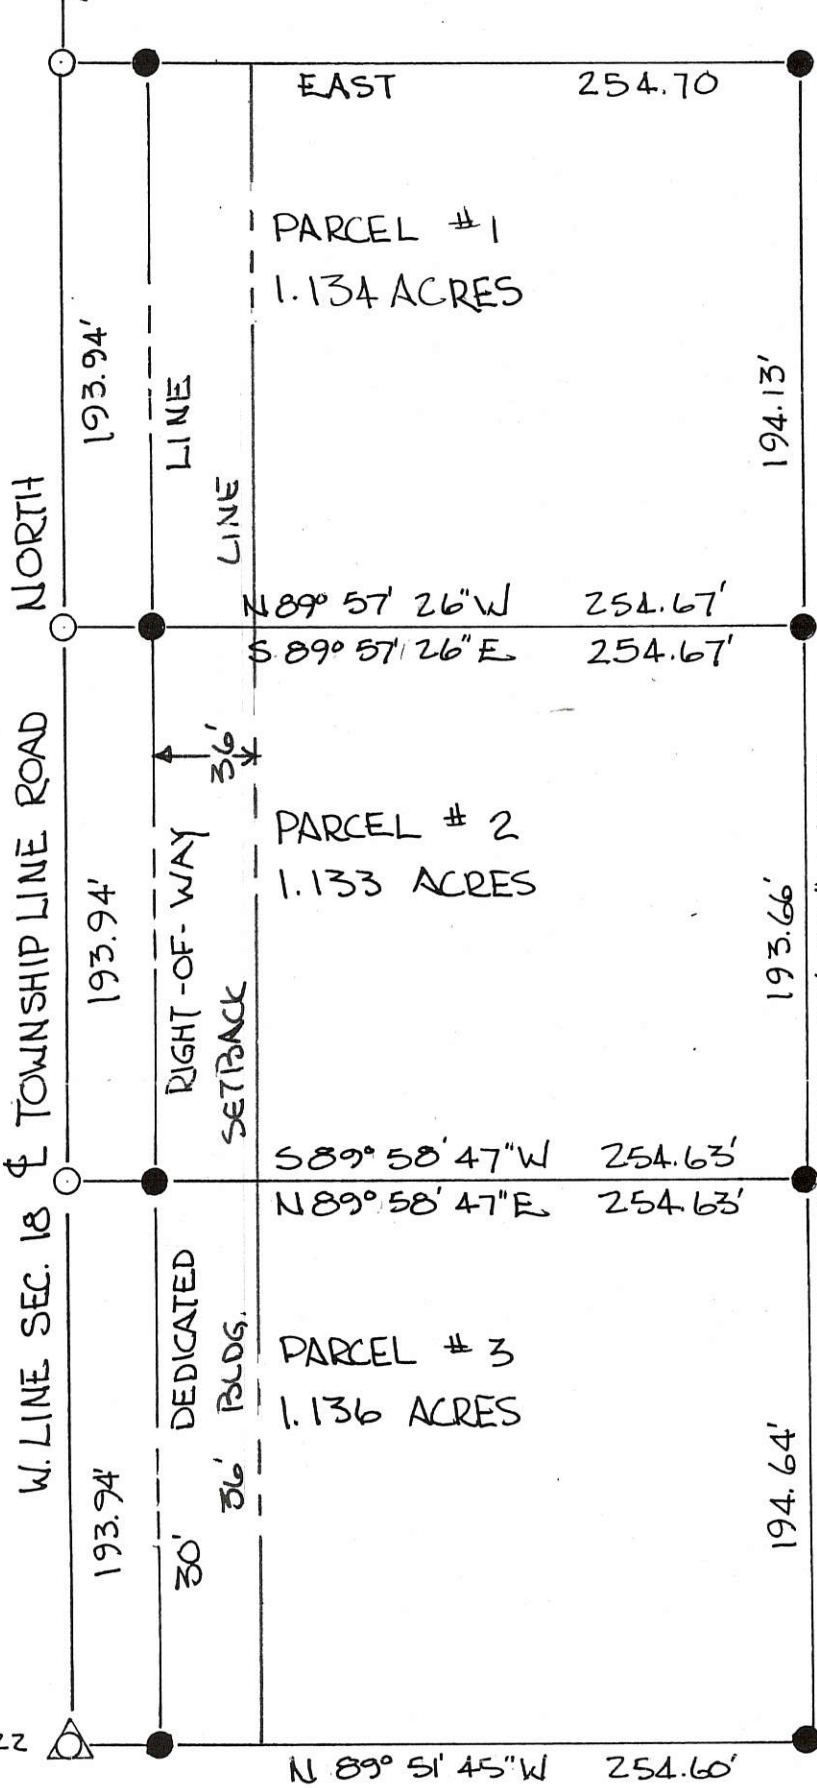 EAST 254.70
PARCEL #1
1.134 ACRES
193.94'
194.13'
NORTH
LINE
LINE
N 89° 57' 26" W 254.67'
S 89° 57' 26" E 254.67'
36'
PARCEL # 2
1.133 ACRES
193.94'
193.66'
℄ TOWNSHIP LINE ROAD
RIGHT-OF-WAY
SETBACK
S 89° 58' 47" W 254.63'
N 89° 58' 47" E 254.63'
W. LINE SEC. 18
DEDICATED
BLDG.
PARCEL # 3
1.136 ACRES
193.94'
194.64'
30'
36'
N 89° 51' 45" W 254.60'